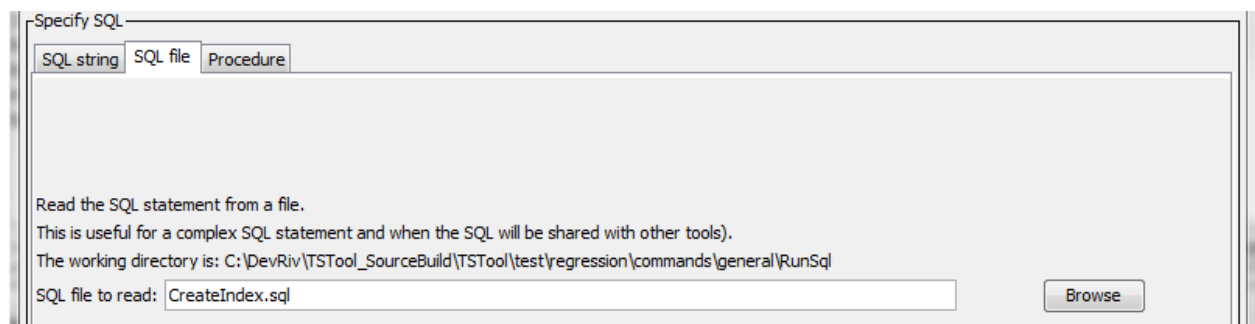 Specify SQL
SQL string SQL file Procedure
Read the SQL statement from a file.
This is useful for a complex SQL statement and when the SQL will be shared with other tools).
The working directory is: C:\DevRiv\TSTool_SourceBuild\TSTool\test\regression\commands\general\RunSql
SQL file to read: CreateIndex.sql Browse